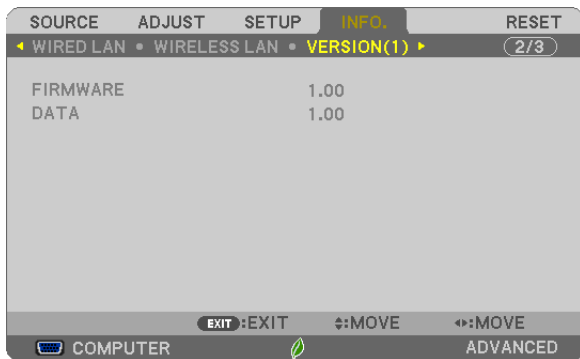 SOURCE ADJUST SETUP INFO. RESET
WIRED LAN • WIRELESS LAN • VERSION(1) 2/3
FIRMWARE 1.00
DATA 1.00
EXIT :EXIT :MOVE :MOVE
COMPUTER ADVANCED